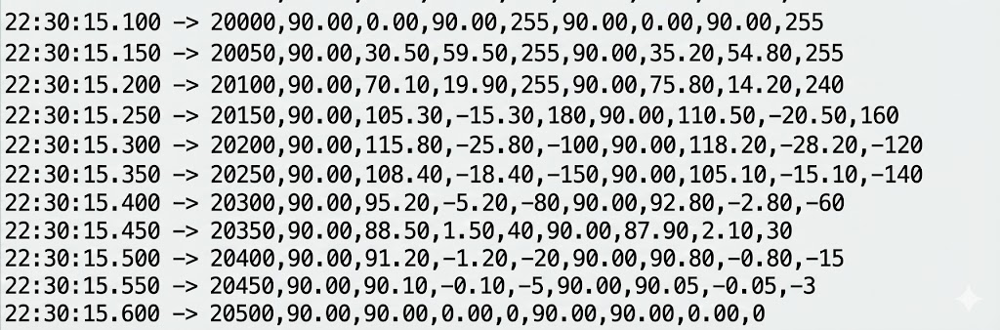 22:30:15.100 -> 20000,90.00,0.00,90.00,255,90.00,0.00,90.00,255
22:30:15.150 -> 20050,90.00,30.50,59.50,255,90.00,35.20,54.80,255
22:30:15.200 -> 20100,90.00,70.10,19.90,255,90.00,75.80,14.20,240
22:30:15.250 -> 20150,90.00,105.30,-15.30,180,90.00,110.50,-20.50,160
22:30:15.300 -> 20200,90.00,115.80,-25.80,-100,90.00,118.20,-28.20,-120
22:30:15.350 -> 20250,90.00,108.40,-18.40,-150,90.00,105.10,-15.10,-140
22:30:15.400 -> 20300,90.00,95.20,-5.20,-80,90.00,92.80,-2.80,-60
22:30:15.450 -> 20350,90.00,88.50,1.50,40,90.00,87.90,2.10,30
22:30:15.500 -> 20400,90.00,91.20,-1.20,-20,90.00,90.80,-0.80,-15
22:30:15.550 -> 20450,90.00,90.10,-0.10,-5,90.00,90.05,-0.05,-3
22:30:15.600 -> 20500,90.00,90.00,0.00,0,90.00,90.00,0.00,0